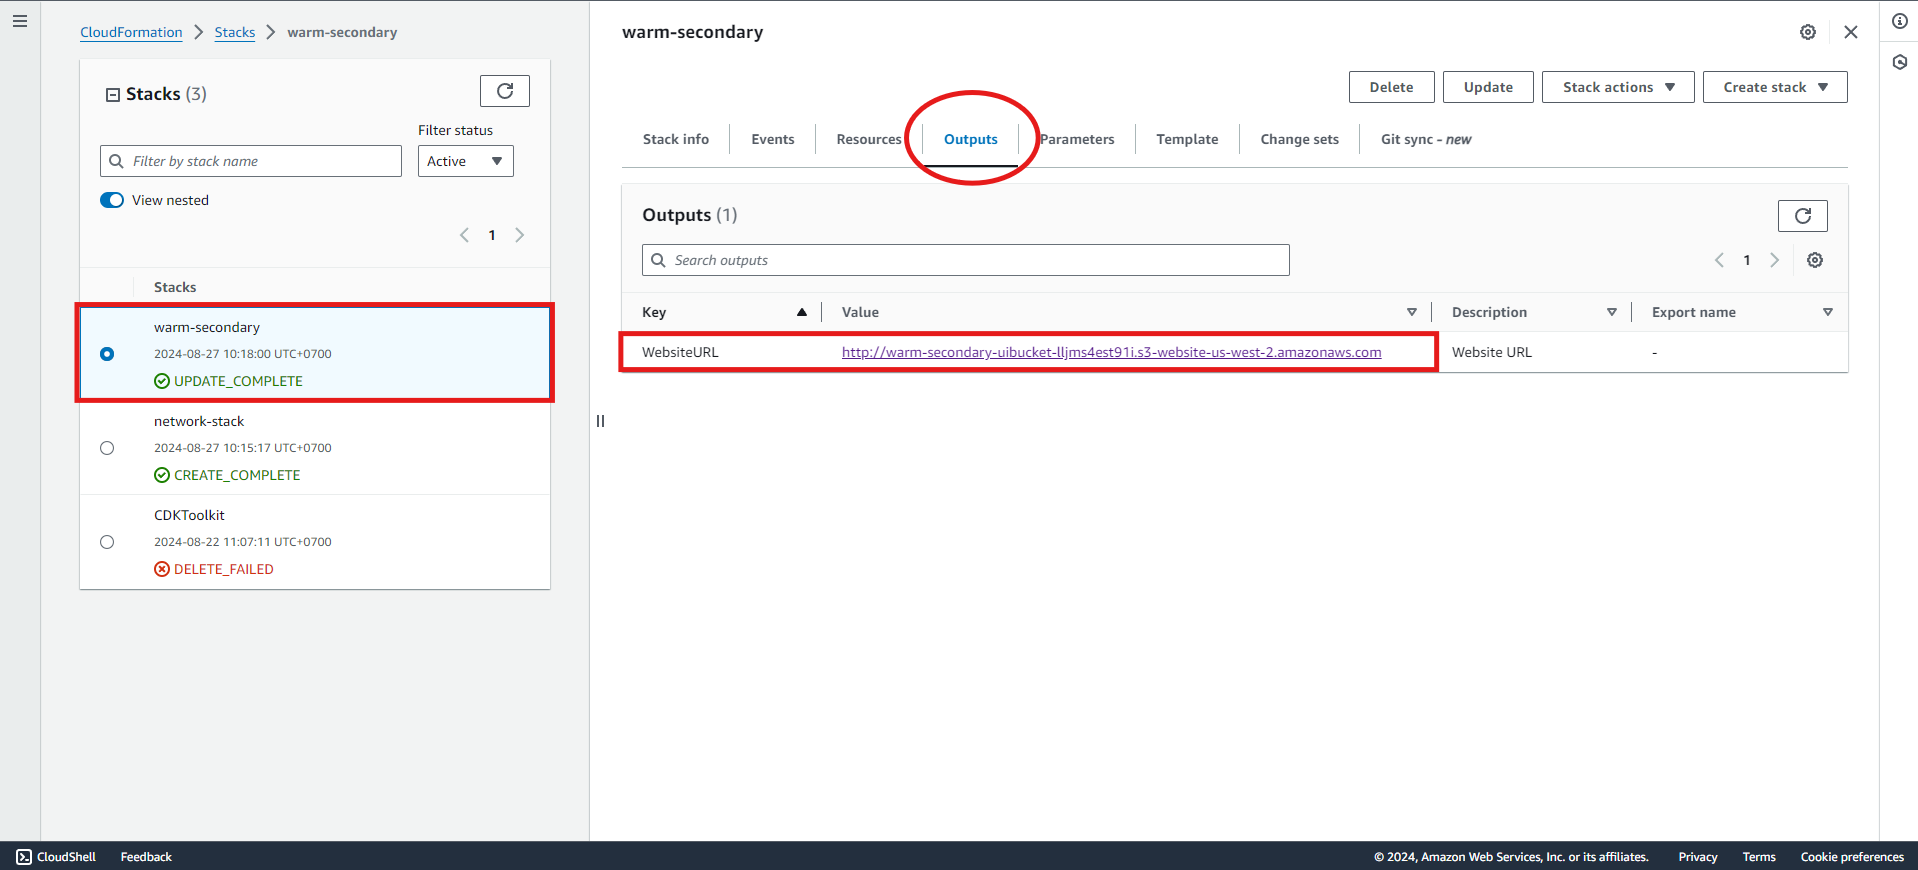 CloudFormation > Stacks > warm-secondary
Stacks (3)
Filter status
Filter by stack name
Active
View nested
1
Stacks
warm-secondary
2024-08-27 10:18:00 UTC+0700
UPDATE_COMPLETE
network-stack
2024-08-27 10:15:17 UTC+0700
CREATE_COMPLETE
CDKToolkit
2024-08-22 11:07:11 UTC+0700
DELETE_FAILED
warm-secondary
Delete Update Stack actions Create stack
Stack info Events Resources Outputs Parameters Template Change sets Git sync - new
Outputs (1)
Search outputs
1
Key Value Description Export name
WebsiteURL http://warm-secondary-uibucket-lljms4est91i.s3-website-us-west-2.amazonaws.com Website URL -
CloudShell Feedback © 2024, Amazon Web Services, Inc. or its affiliates. Privacy Terms Cookie preferences